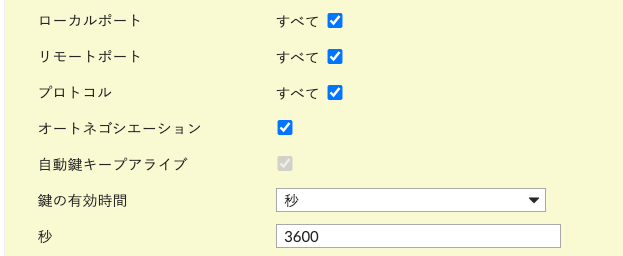 ローカルポート すべて
リモートポート すべて
プロトコル すべて
オートネゴシエーション
自動鍵キープアライブ
鍵の有効時間 秒
秒 3600